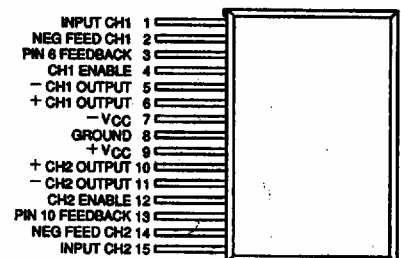 INPUT CH1 1
NEG FEED CH1 2
PIN 6 FEEDBACK 3
CH1 ENABLE 4
− CH1 OUTPUT 5
+ CH1 OUTPUT 6
− VCC 7
GROUND 8
+ VCC 9
+ CH2 OUTPUT 10
− CH2 OUTPUT 11
CH2 ENABLE 12
PIN 10 FEEDBACK 13
NEG FEED CH2 14
INPUT CH2 15